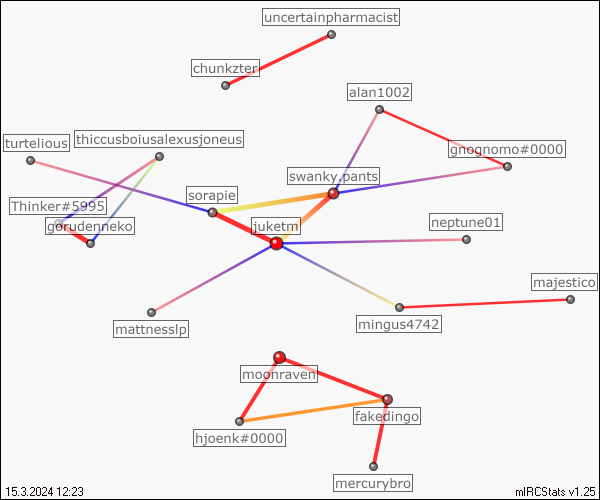 uncertainpharmacist
chunkzter
alan1002
turtelious
thiccusboiusalexusjoneus
gnognomo#0000
swanky.pants
sorapie
Thinker#5995
gorudenneko
juketm
neptune01
majestico
mattnesslp
mingus4742
moonraven
fakedingo
hjoenk#0000
mercurybro
15.3.2024 12:23
mIRCStats v1.25